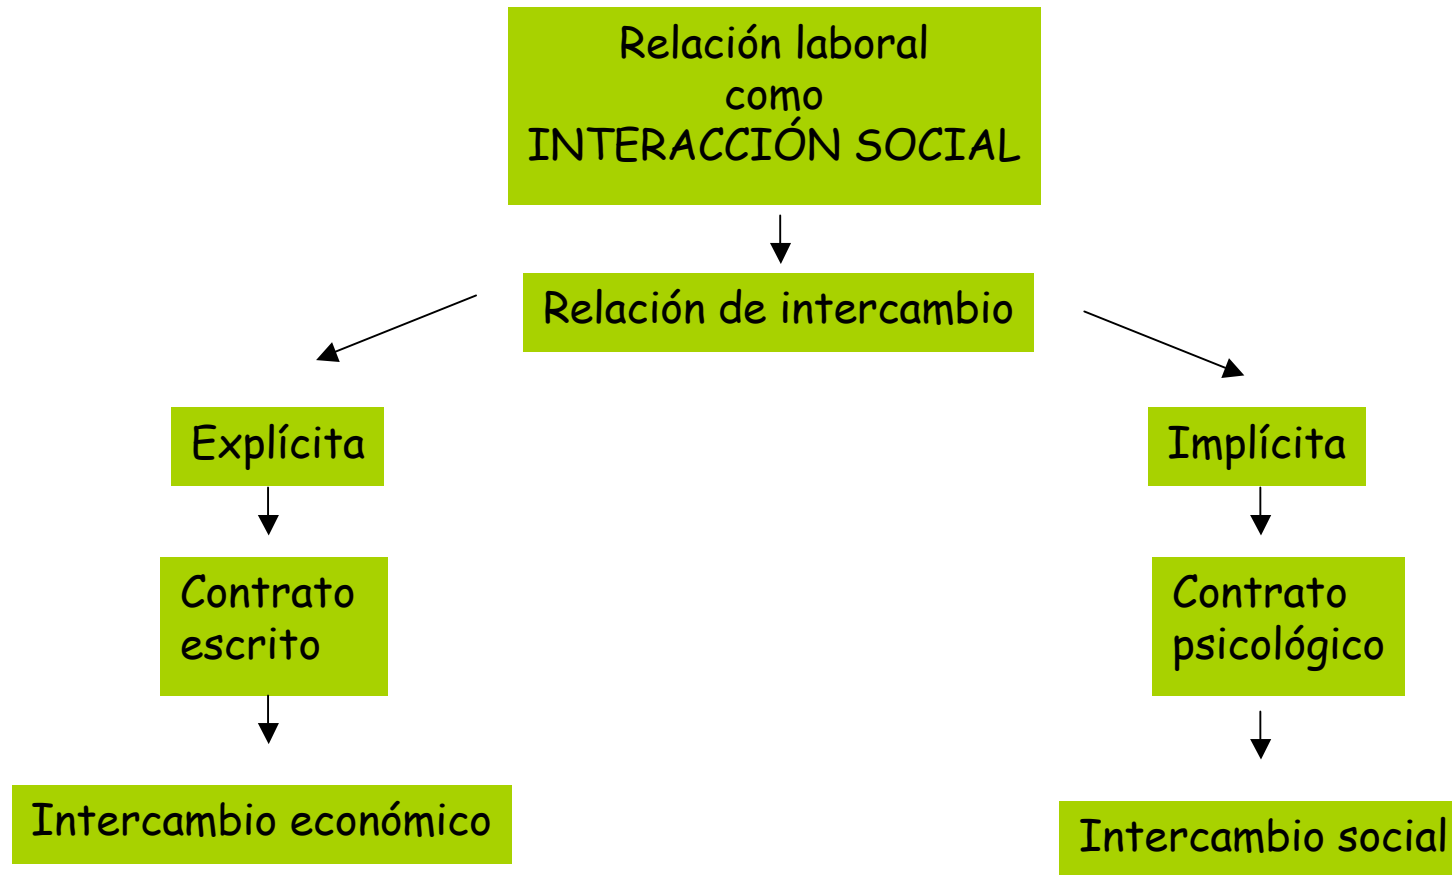 Relación laboral
como
INTERACCIÓN SOCIAL
Relación de intercambio
Explícita
Implícita
Contrato
escrito
Contrato
psicológico
Intercambio económico
Intercambio social